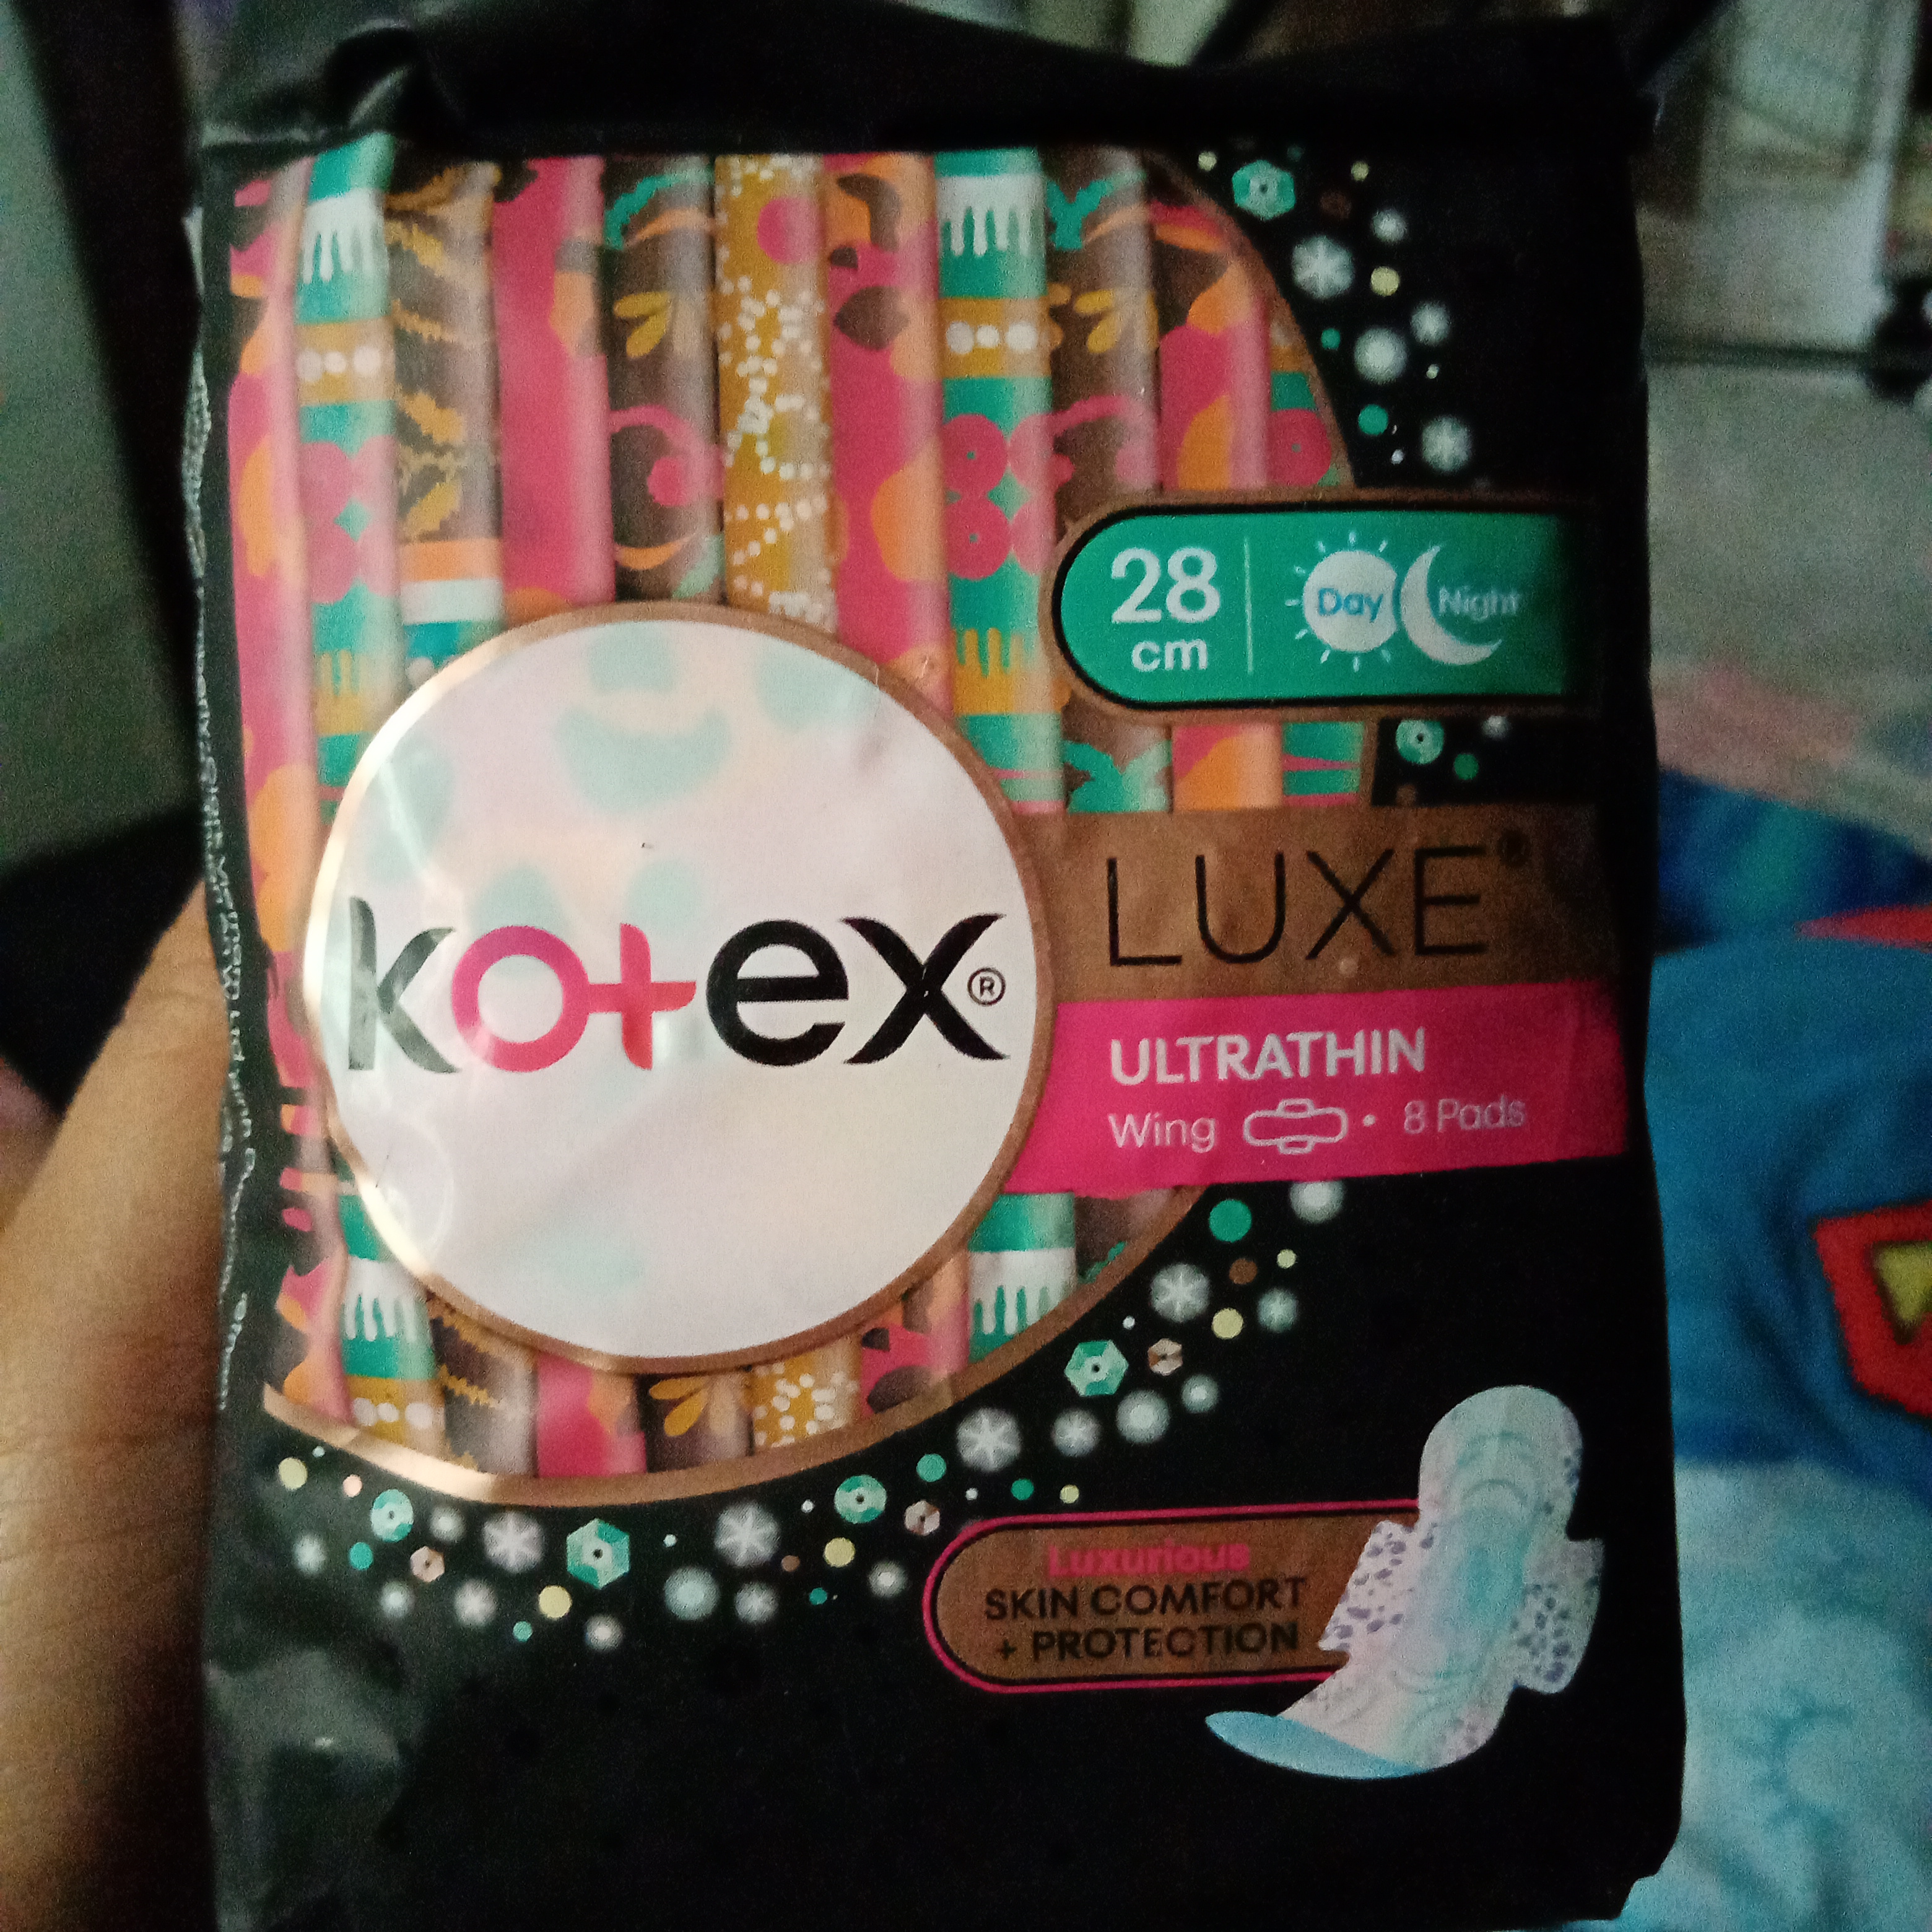 28
cm
Day Night
kotex®
LUXE®
ULTRATHIN
Wing • 8 Pads
Luxurious
SKIN COMFORT
+ PROTECTION